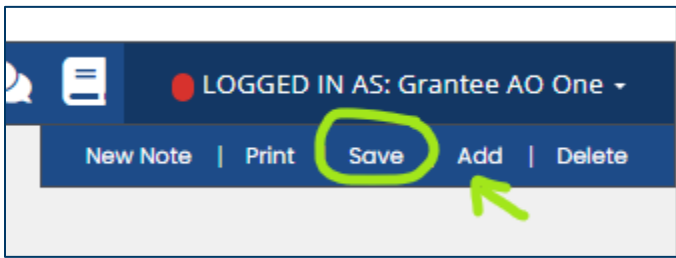 LOGGED IN AS: Grantee AO One
New Note | Print Save Add | Delete